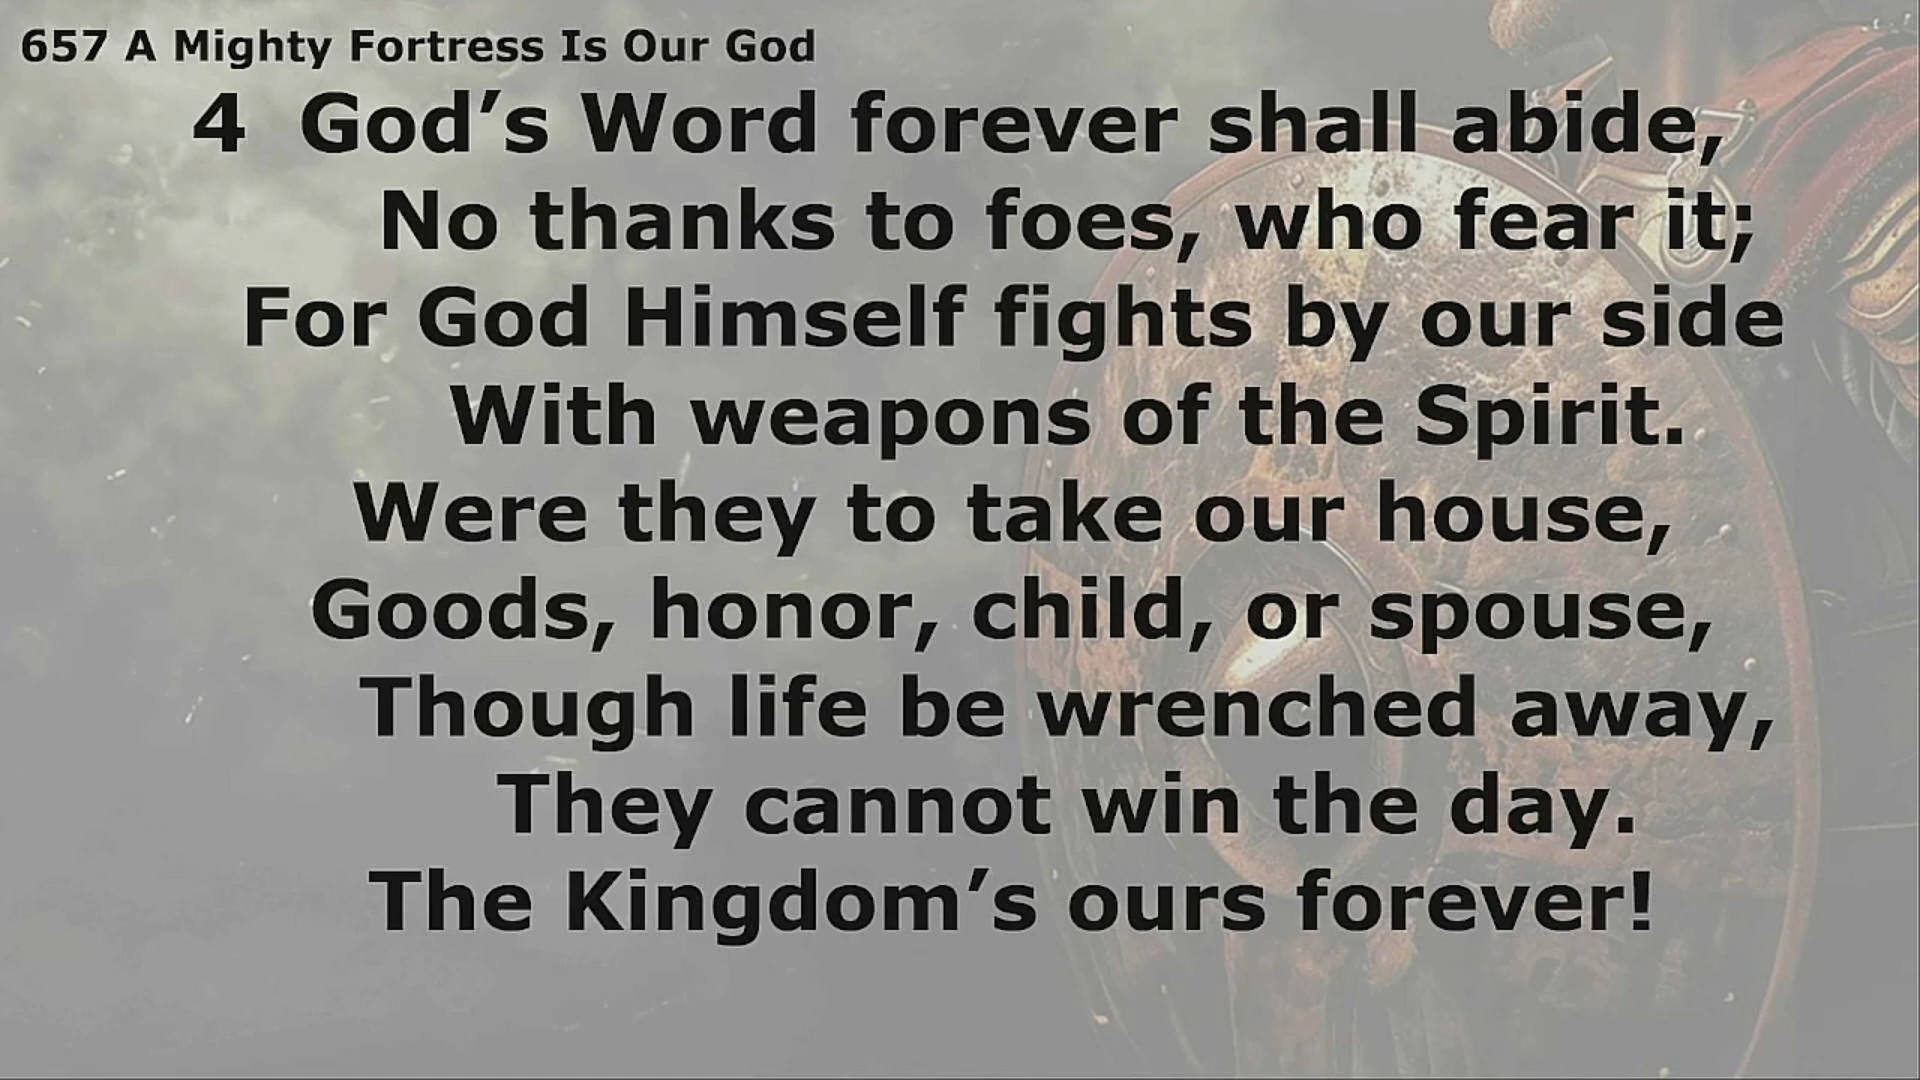 657 A Mighty Fortress Is Our God
4 God’s Word forever shall abide,
No thanks to foes, who fear it;
For God Himself fights by our side
With weapons of the Spirit.
Were they to take our house,
Goods, honor, child, or spouse,
Though life be wrenched away,
They cannot win the day.
The Kingdom’s ours forever!